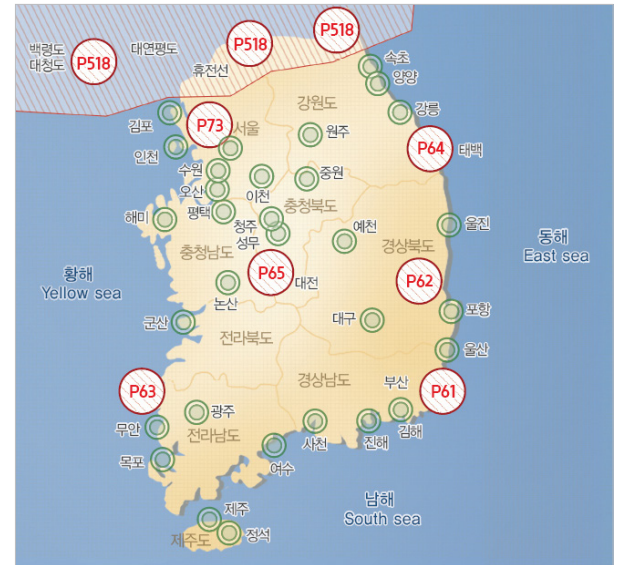 P518
P518
백령도
대청도
P518
대연평도
휴전선
속초
양양
강원도
강릉
김포
P73
서울
원주
P64
태백
인천
수원
이천
중원
오산
충청북도
해미
평택
청주
성무
예천
울진
동해
East sea
경상북도
충청남도
황해
Yellow sea
P65
대전
P62
논산
군산
대구
포항
전라북도
울산
경상남도
부산
P63
P61
광주
무안
전라남도
사천
진해
김해
목포
여수
남해
South sea
제주
정석
제주도